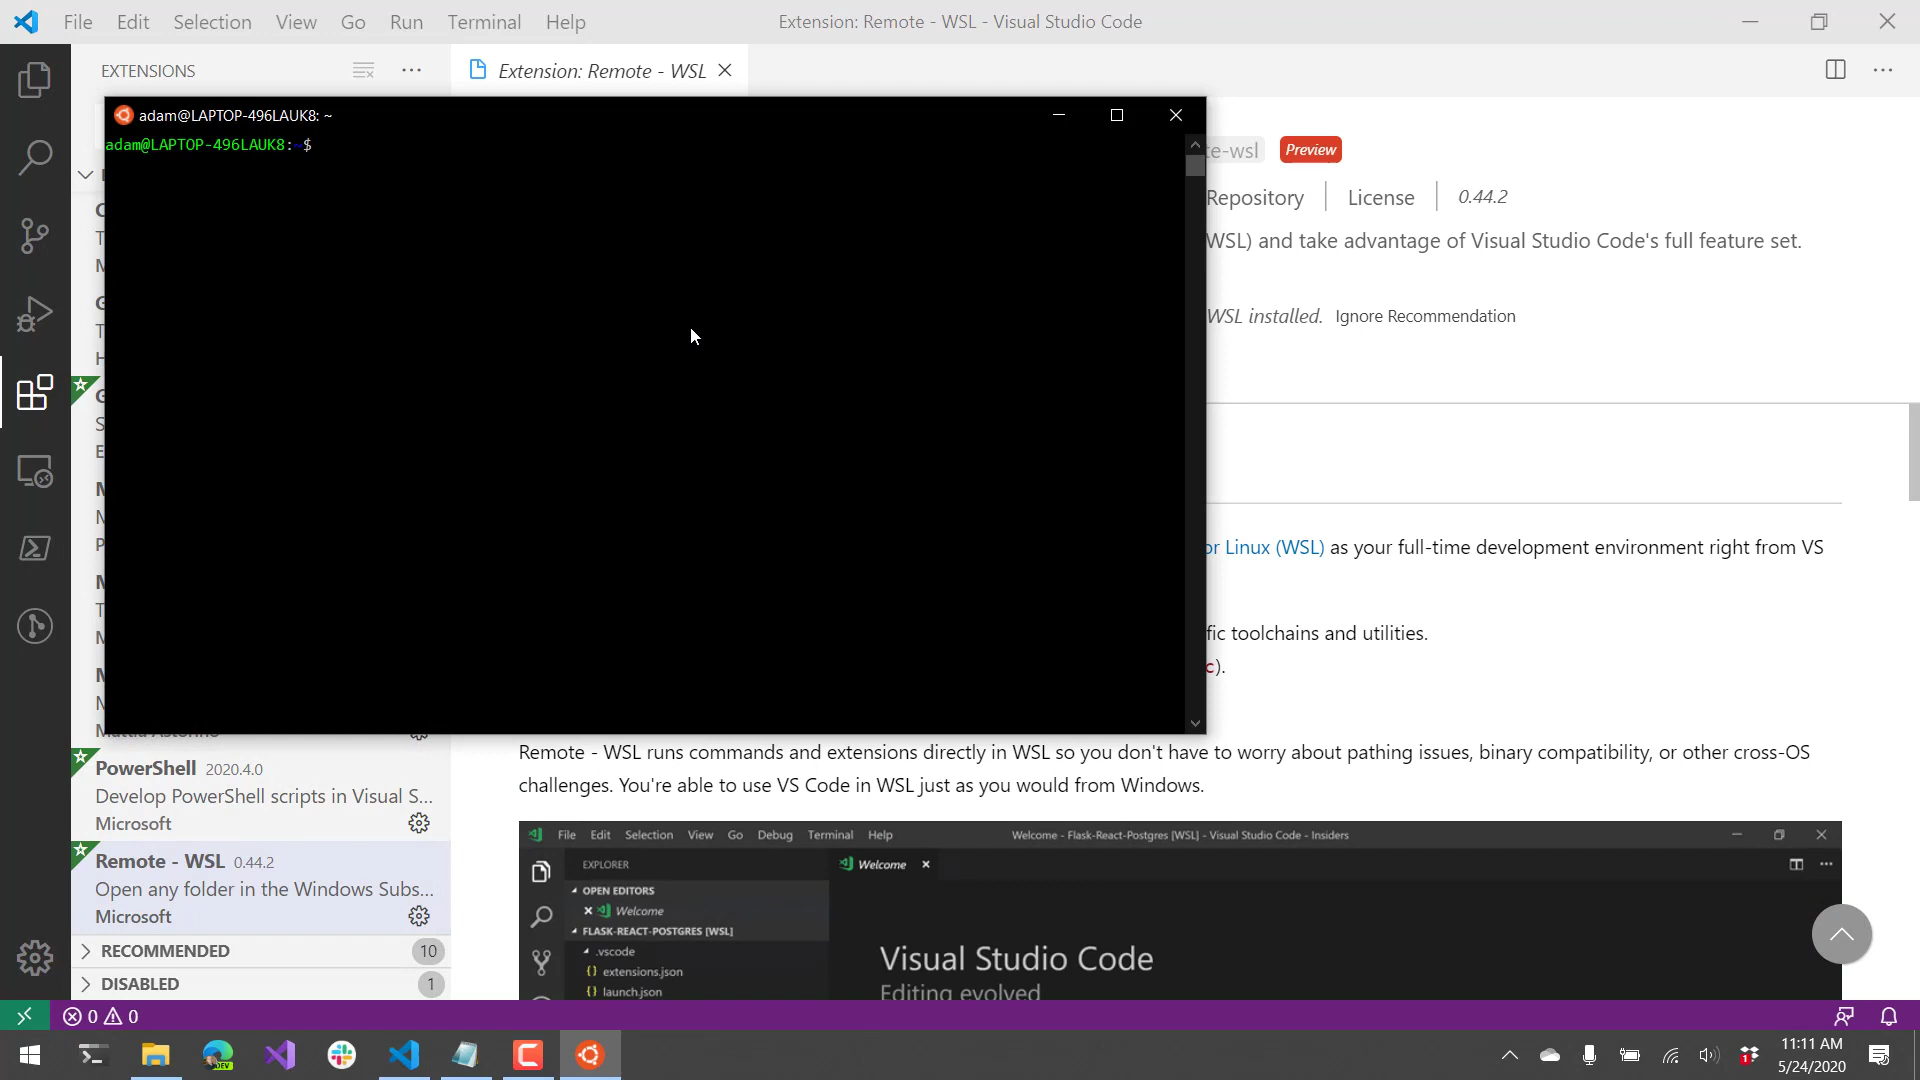 File Edit Selection View Go Run Terminal Help
Extension: Remote - WSL - Visual Studio Code
EXTENSIONS
Extension: Remote - WSL
adam@LAPTOP-496LAUK8: ~
adam@LAPTOP-496LAUK8:~$
te-wsl
Preview
Repository
License
0.44.2
WSL) and take advantage of Visual Studio Code's full feature set.
WSL installed. Ignore Recommendation
or Linux (WSL) as your full-time development environment right from VS
fic toolchains and utilities.
c).
Remote - WSL runs commands and extensions directly in WSL so you don't have to worry about pathing issues, binary compatibility, or other cross-OS
challenges. You're able to use VS Code in WSL just as you would from Windows.
PowerShell 2020.4.0
Develop PowerShell scripts in Visual S...
Microsoft
Remote - WSL 0.44.2
Open any folder in the Windows Subs...
Microsoft
RECOMMENDED 10
DISABLED 1
File Edit Selection View Go Debug Terminal Help
Welcome - Flask-React-Postgres [WSL] - Visual Studio Code - Insiders
EXPLORER
Welcome
OPEN EDITORS
Welcome
FLASK-REACT-POSTGRES [WSL]
.vscode
{} extensions.json
{} launch.json
Visual Studio Code
Editing evolved
0 0
DEV
1
11:11 AM
5/24/2020